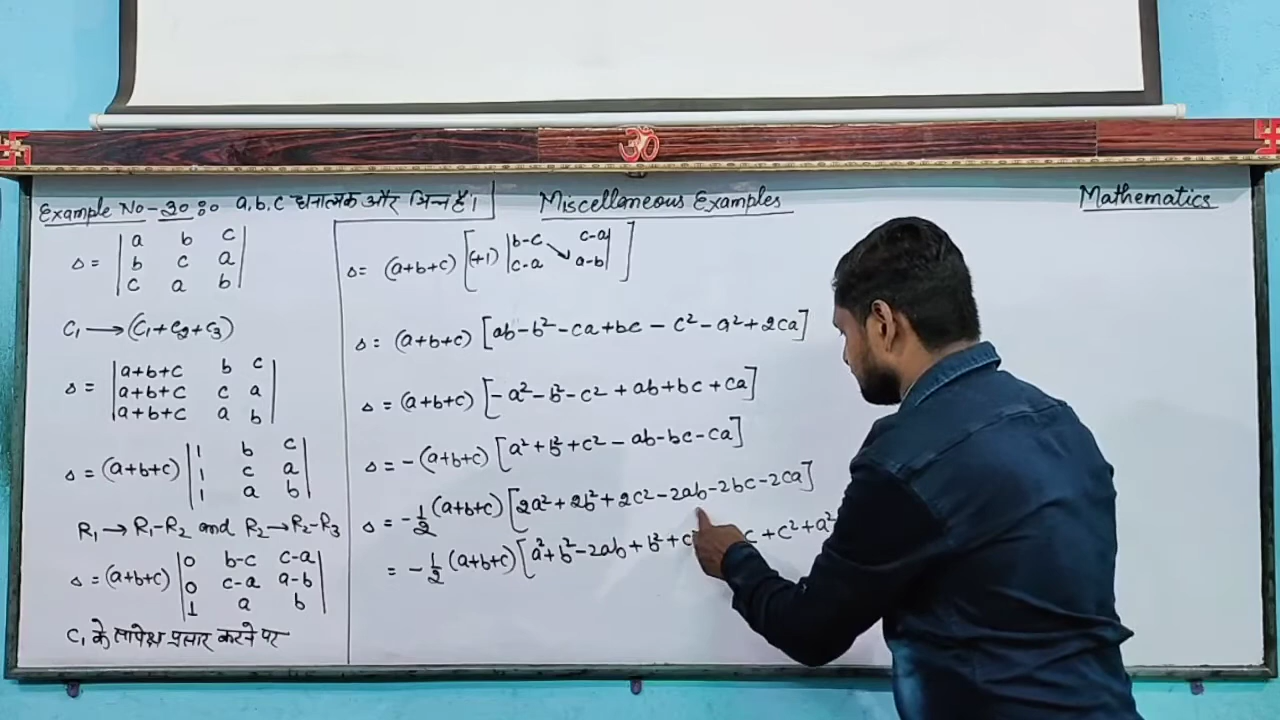 Example No-30 :- a,b,c धनात्मक और भिन्न है।
Miscellaneous Examples
Mathematics
Δ = | a b c |
| b c a |
| c a b |
C₁ → (C₁+C₂+C₃)
Δ = | a+b+c b c |
| a+b+c c a |
| a+b+c a b |
Δ = (a+b+c) | 1 b c |
| 1 c a |
| 1 a b |
R₁ → R₁-R₂ and R₂ → R₂-R₃
Δ = (a+b+c) | 0 b-c c-a |
| 0 c-a a-b |
| 1 a b |
C₁ के सापेक्ष प्रसार करने पर
Δ = (a+b+c) [(+1) | b-c c-a |
| c-a a-b | ]
Δ = (a+b+c) [ab-b²-ca+bc-c²-a²+2ca]
Δ = (a+b+c) [-a²-b²-c²+ab+bc+ca]
Δ = -(a+b+c) [a²+b²+c²-ab-bc-ca]
Δ = -1/2 (a+b+c) [2a²+2b²+2c²-2ab-2bc-2ca]
= -1/2 (a+b+c) [a²+b²-2ab+b²+c c+c²+a²